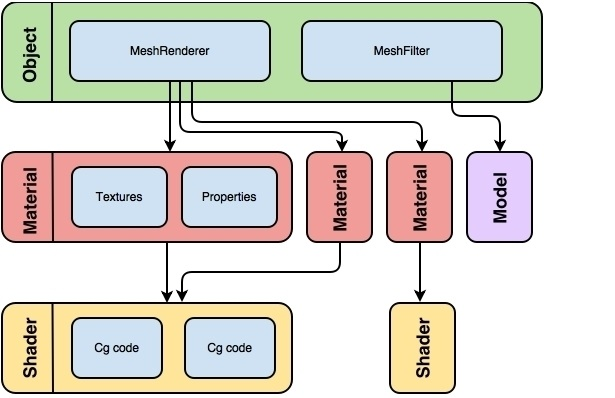 Object
MeshRenderer
MeshFilter
Material
Textures
Properties
Material
Material
Model
Shader
Cg code
Cg code
Shader